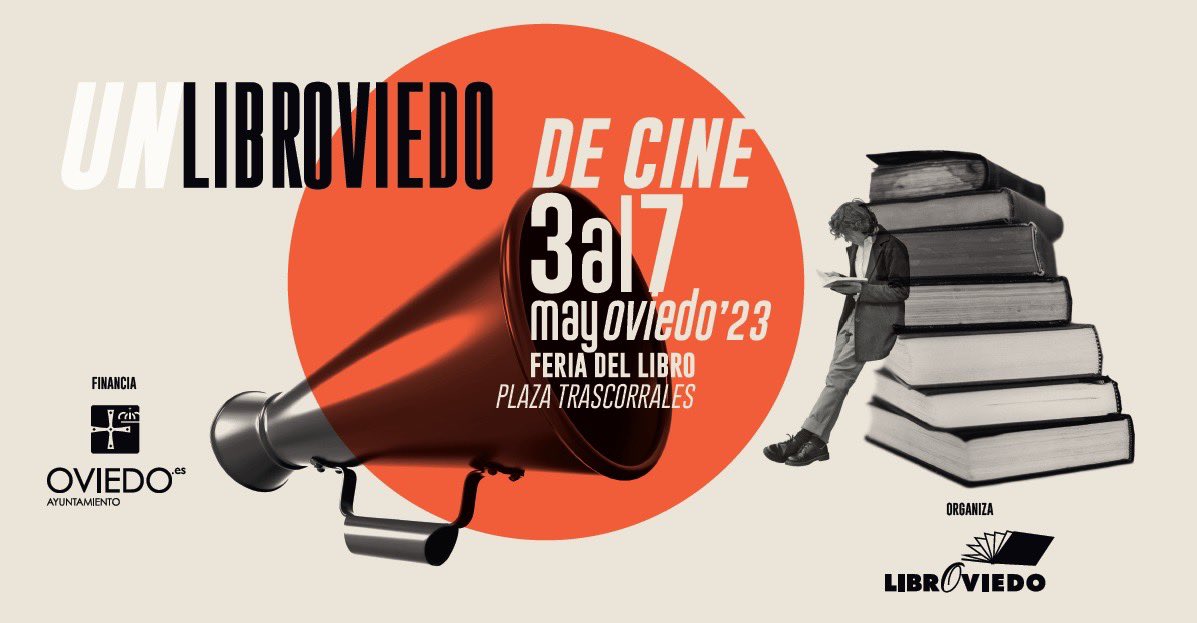 UNLIBROVIEDO
DE CINE
3al7
mayoviedo'23
FERIA DEL LIBRO
PLAZA TRASCORRALES
FINANCIA
OVIEDO.es
AYUNTAMIENTO
ORGANIZA
LIBROVIEDO